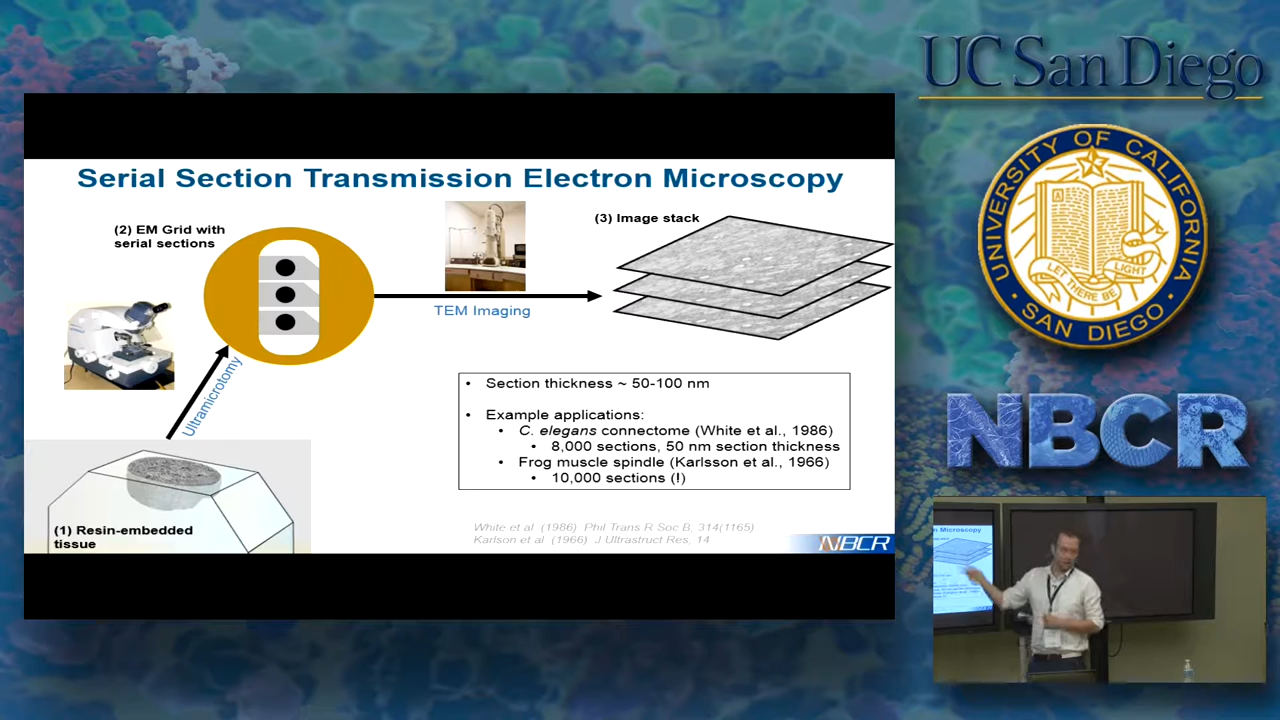 UC San Diego
Serial Section Transmission Electron Microscopy
(2) EM Grid with
serial sections
(3) Image stack
TEM Imaging
Ultramicrotomy
(1) Resin-embedded
tissue
• Section thickness ~ 50-100 nm
• Example applications:
• C. elegans connectome (White et al., 1986)
• 8,000 sections, 50 nm section thickness
• Frog muscle spindle (Karlsson et al., 1966)
• 10,000 sections (!)
White et al (1986) Phil Trans R Soc B, 314(1165)
Karlson et al (1966) J Ultrastruct Res, 14
NBCR
UNIVERSITY OF CALIFORNIA
SAN DIEGO
A
LET THERE BE LIGHT
NBCR
n Microscopy